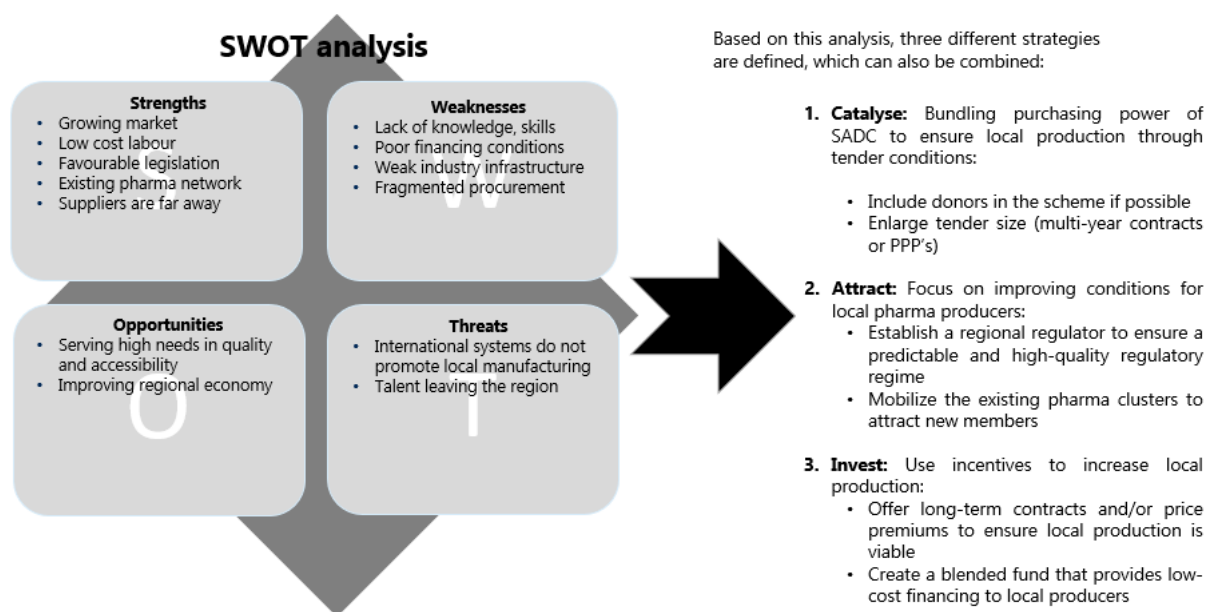 SWOT analysis
Strengths
• Growing market
• Low cost labour
• Favourable legislation
• Existing pharma network
• Suppliers are far away
S
Weaknesses
• Lack of knowledge, skills
• Poor financing conditions
• Weak industry infrastructure
• Fragmented procurement
W
Opportunities
• Serving high needs in quality
and accessibility
• Improving regional economy
O
Threats
• International systems do not
promote local manufacturing
• Talent leaving the region
T
Based on this analysis, three different strategies
are defined, which can also be combined:
1. Catalyse: Bundling purchasing power of
SADC to ensure local production through
tender conditions:
• Include donors in the scheme if possible
• Enlarge tender size (multi-year contracts
or PPP's)
2. Attract: Focus on improving conditions for
local pharma producers:
• Establish a regional regulator to ensure a
predictable and high-quality regulatory
regime
• Mobilize the existing pharma clusters to
attract new members
3. Invest: Use incentives to increase local
production:
• Offer long-term contracts and/or price
premiums to ensure local production is
viable
• Create a blended fund that provides low-
cost financing to local producers